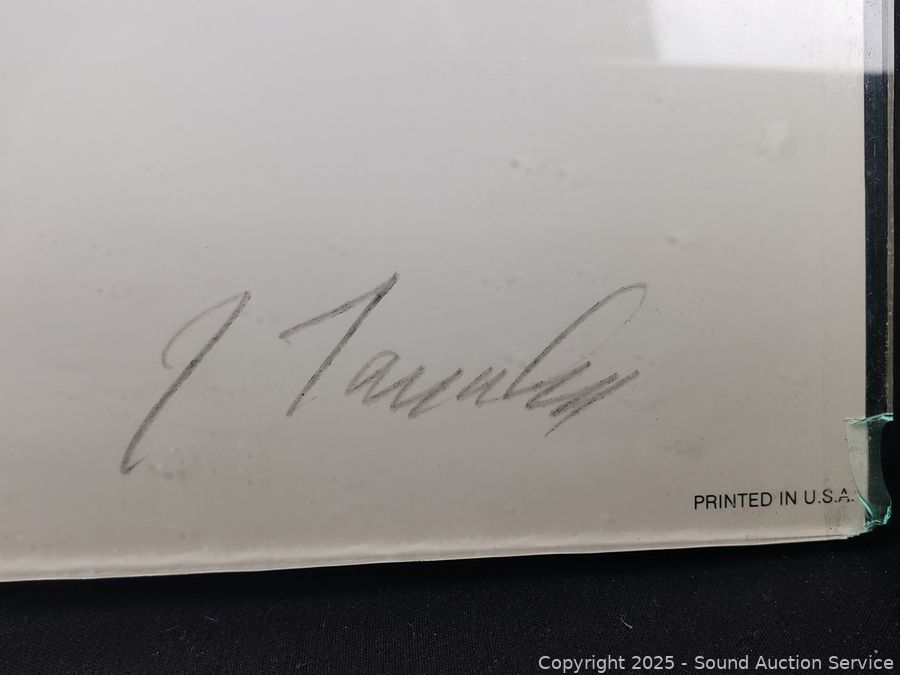 PRINTED IN U.S.A.
Copyright © 2025 - Sound Auction Service